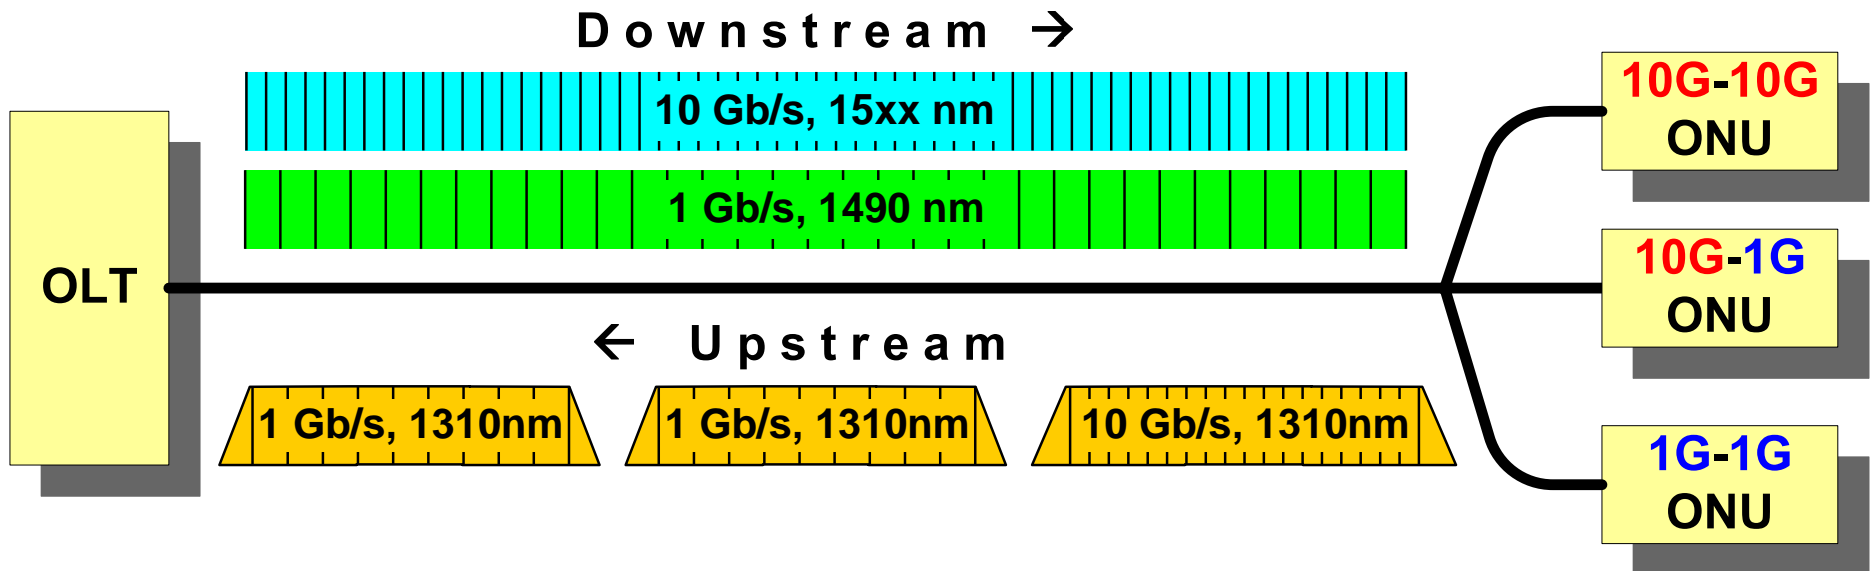 Downstream →
10 Gb/s, 15xx nm
1 Gb/s, 1490 nm
OLT
← Upstream
1 Gb/s, 1310nm
1 Gb/s, 1310nm
10 Gb/s, 1310nm
10G-10G
ONU
10G-1G
ONU
1G-1G
ONU